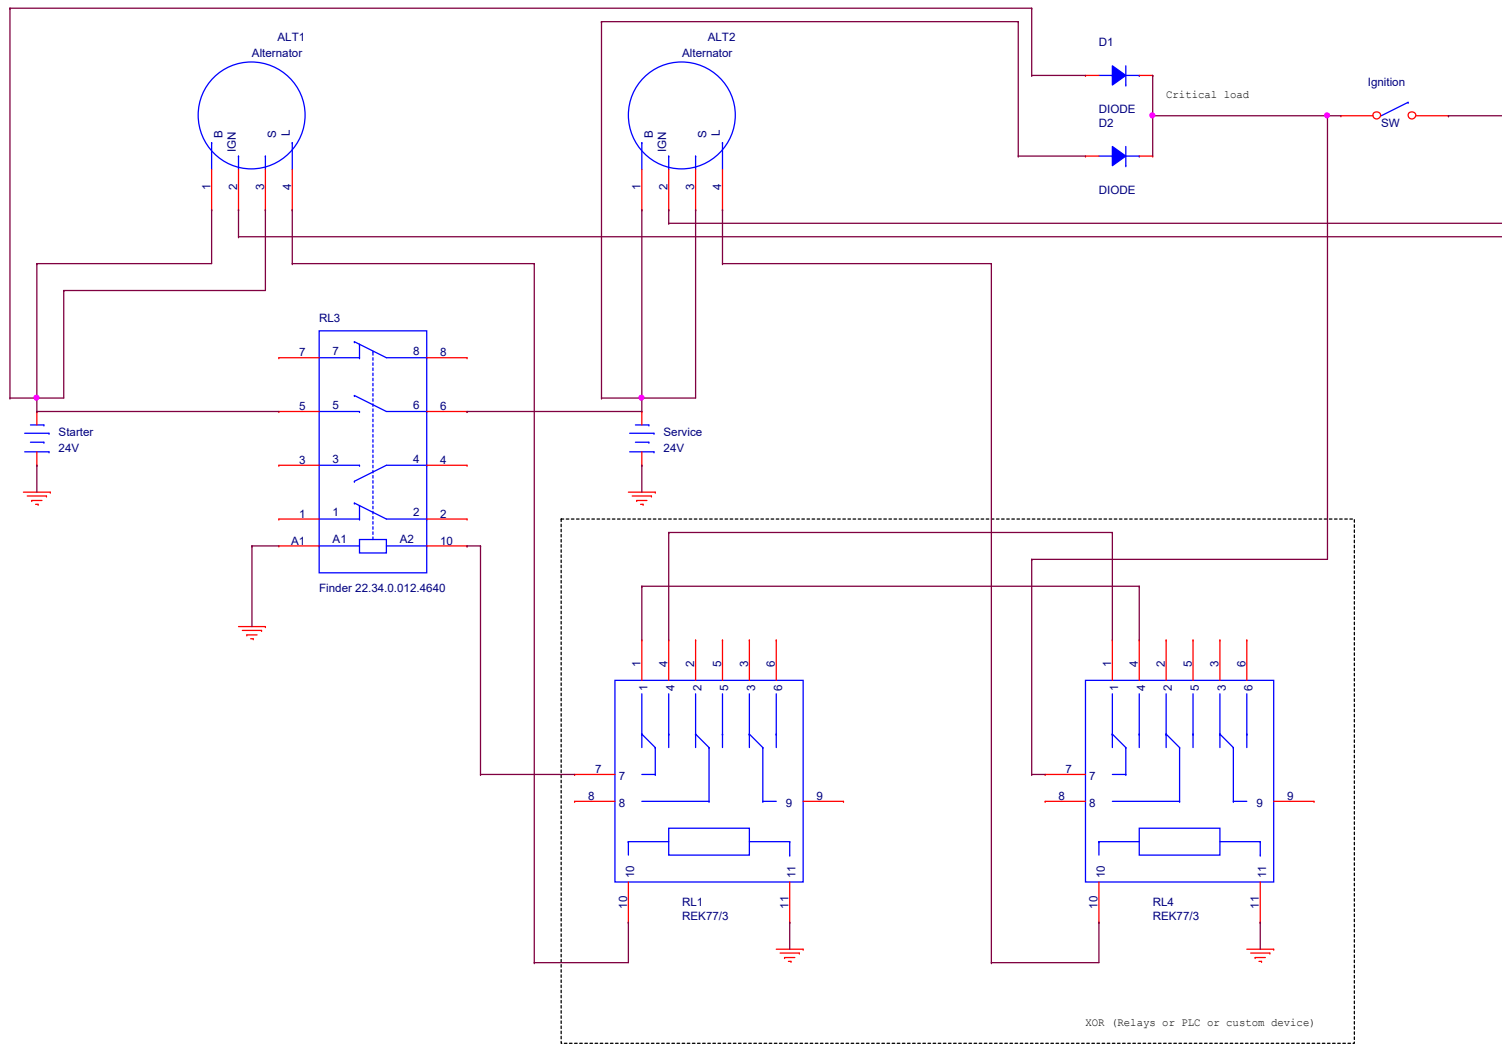 ALT1
Alternator
B
IGN
S
L
1
2
3
4
ALT2
Alternator
B
IGN
S
L
1
2
3
4
D1
DIODE
D2
DIODE
Critical load
Ignition
SW
RL3
7 7 8 8
5 5 6 6
3 3 4 4
1 1 2 2
A1 A1 A2 10
Finder 22.34.0.012.4640
Starter
24V
Service
24V
1 4 2 5 3 6
1 4 2 5 3 6
7 7
8 8 9 9
10 11
10 11
RL1
REK77/3
1 4 2 5 3 6
1 4 2 5 3 6
7 7
8 8 9 9
10 11
10 11
RL4
REK77/3
XOR (Relays or PLC or custom device)